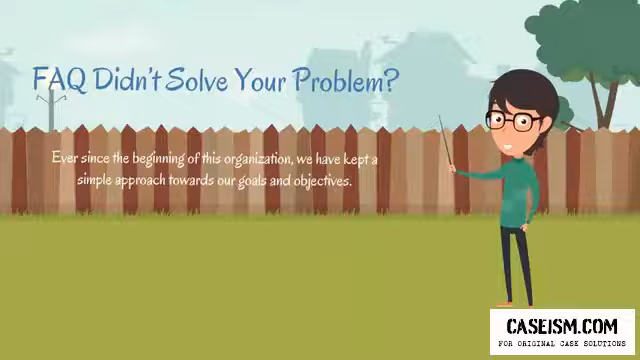 FAQ Didn't Solve Your Problem?
Ever since the beginning of this organization, we have kept a
simple approach towards our goals and objectives.
CASEISM.COM
FOR ORIGINAL CASE SOLUTIONS